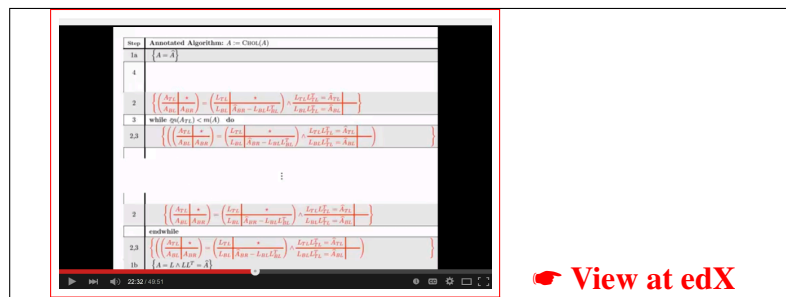 Step Annotated Algorithm: A := CHOL(A)
1a {A = Â}
4
2 {(A_TL * / A_BL A_BR) = (L_TL * / L_BL Â_BR − L_BL L_BL^T) ∧ L_TL L_TL^T = Â_TL / L_BL L_TL^T = Â_BL}
3 while m(A_TL) < m(A) do
2,3 {((A_TL * / A_BL A_BR) = (L_TL * / L_BL Â_BR − L_BL L_BL^T) ∧ L_TL L_TL^T = Â_TL / L_BL L_TL^T = Â_BL) }
⋮
2 {(A_TL * / A_BL A_BR) = (L_TL * / L_BL Â_BR − L_BL L_BL^T) ∧ L_TL L_TL^T = Â_TL / L_BL L_TL^T = Â_BL}
endwhile
2,3 {((A_TL * / A_BL A_BR) = (L_TL * / L_BL Â_BR − L_BL L_BL^T) ∧ L_TL L_TL^T = Â_TL / L_BL L_TL^T = Â_BL) }
1b {A = L ∧ LL^T = Â}
22:32 / 48:51
☛ View at edX